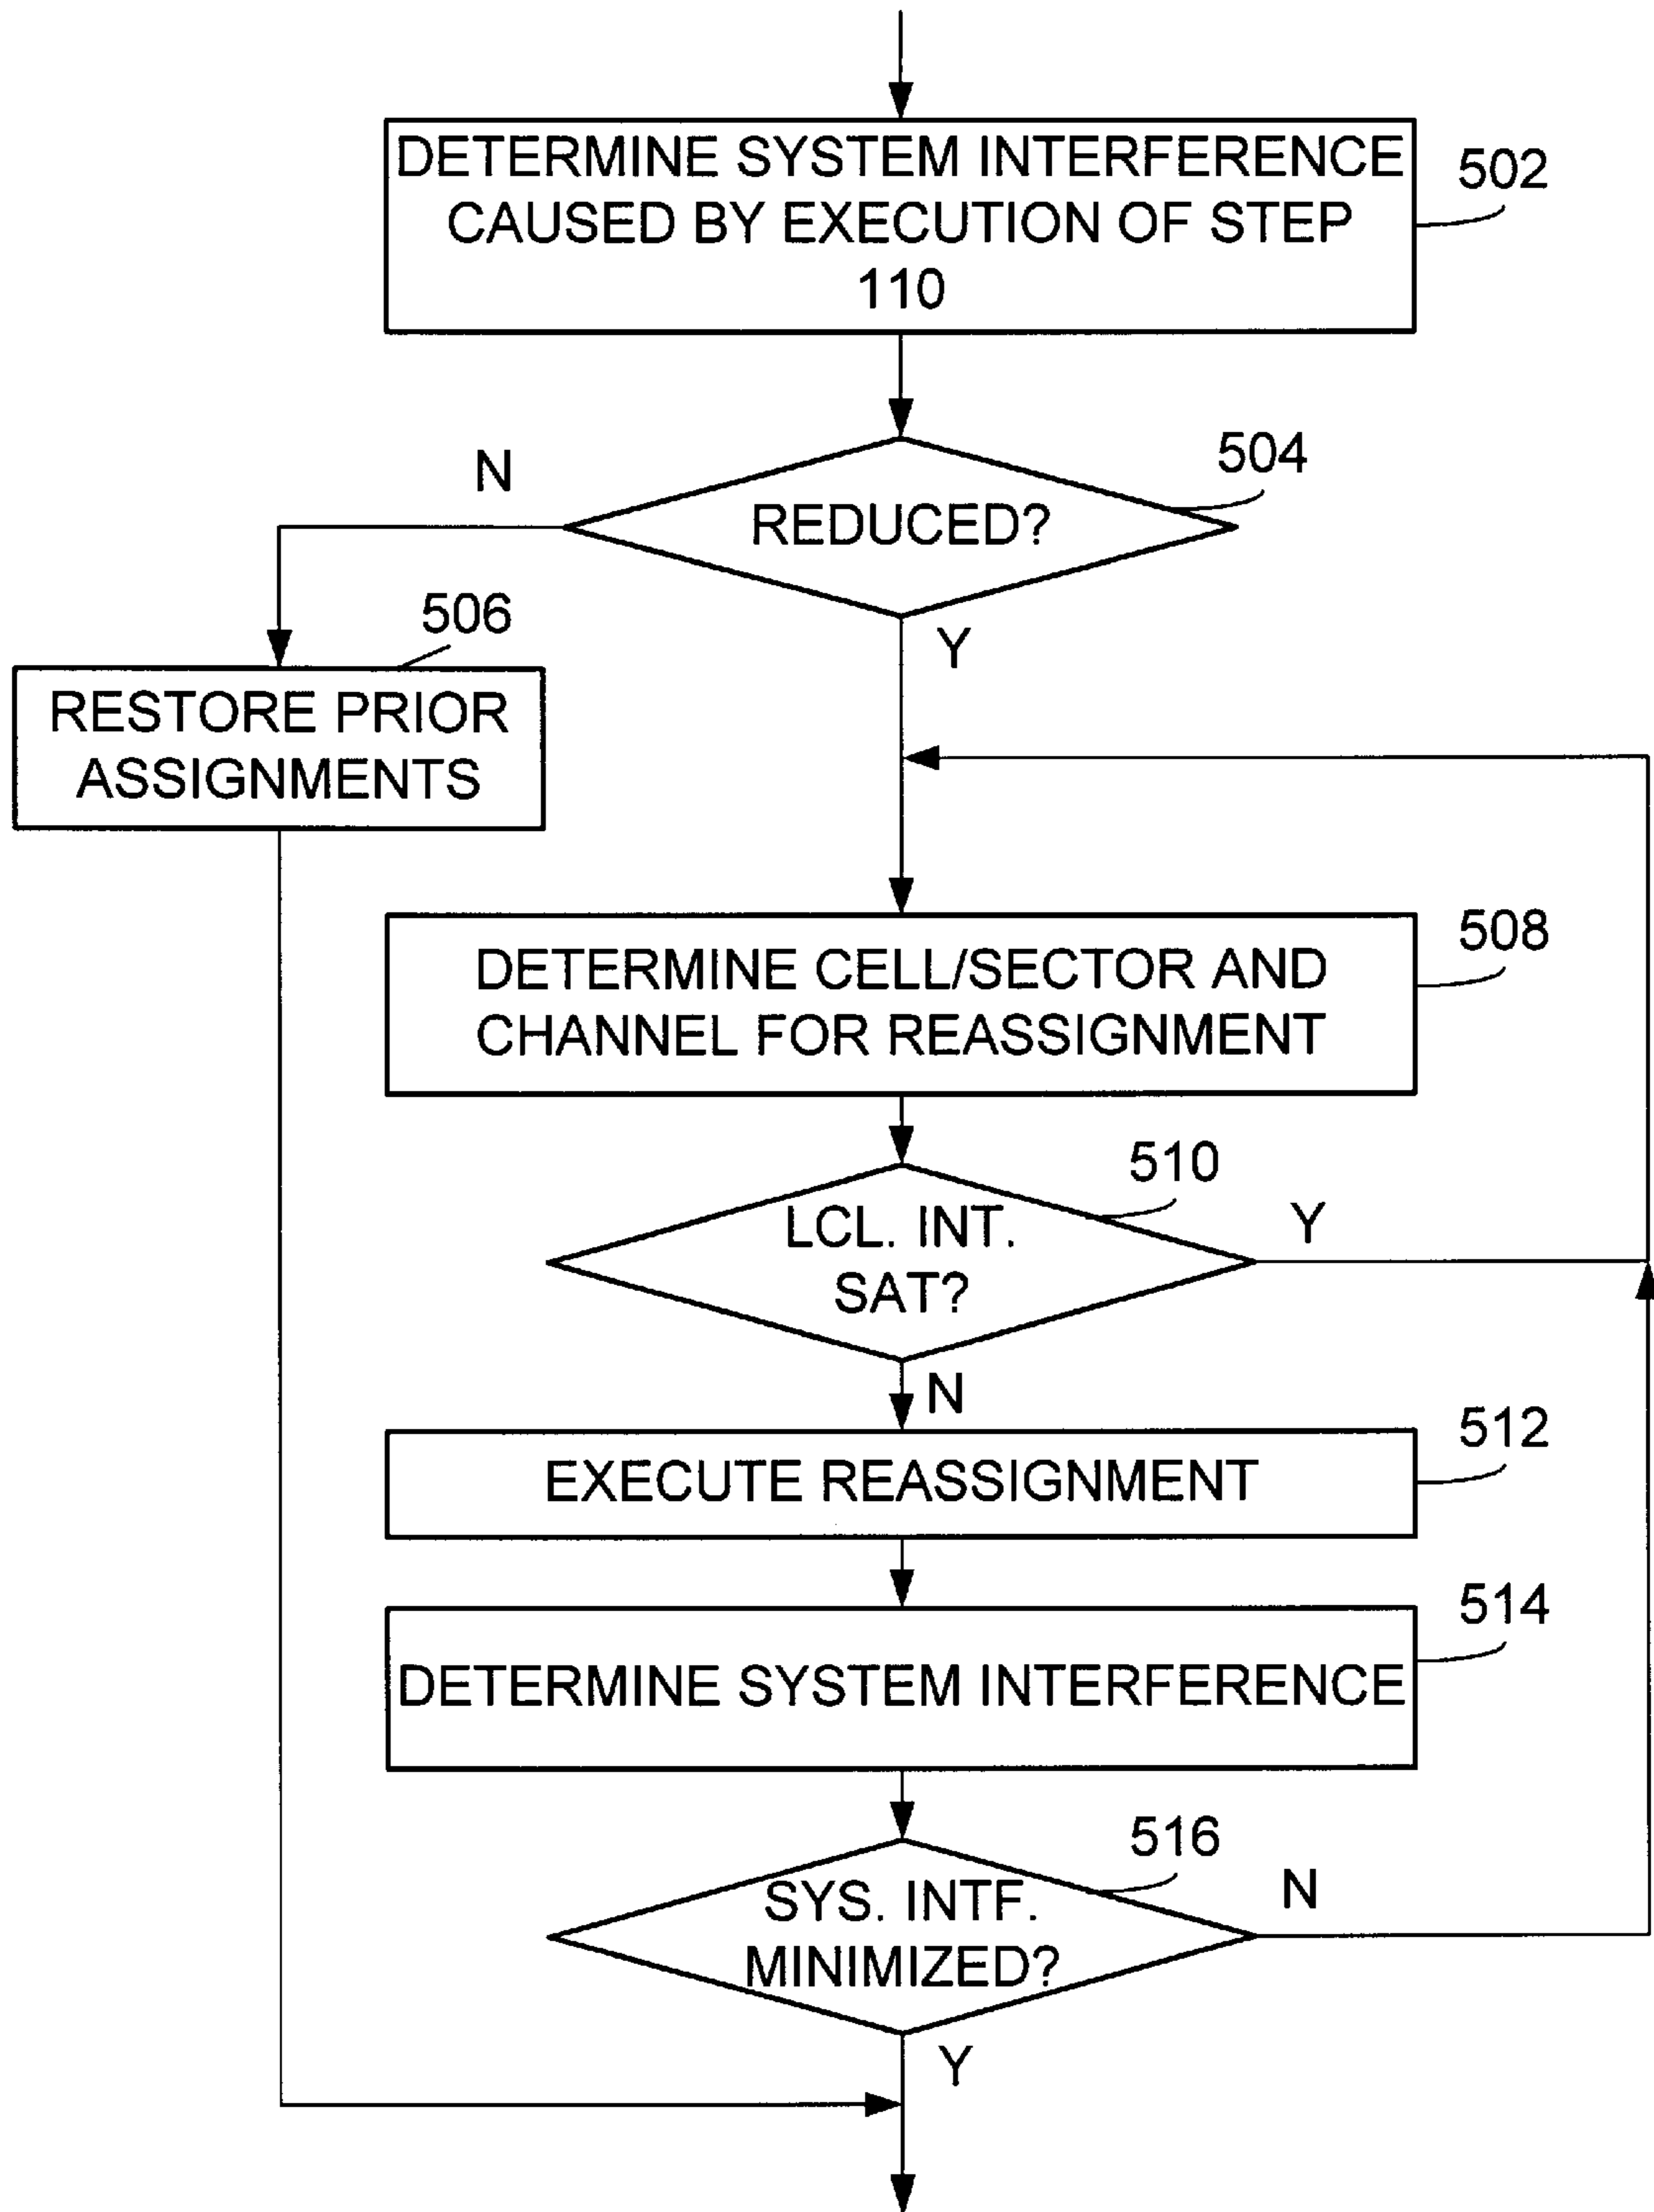 DETERMINE SYSTEM INTERFERENCE
CAUSED BY EXECUTION OF STEP
110
502
504
N
REDUCED?
Y
506
RESTORE PRIOR
ASSIGNMENTS
508
DETERMINE CELL/SECTOR AND
CHANNEL FOR REASSIGNMENT
510
LCL. INT.
SAT?
Y
N
512
EXECUTE REASSIGNMENT
514
DETERMINE SYSTEM INTERFERENCE
516
SYS. INTF.
MINIMIZED?
N
Y